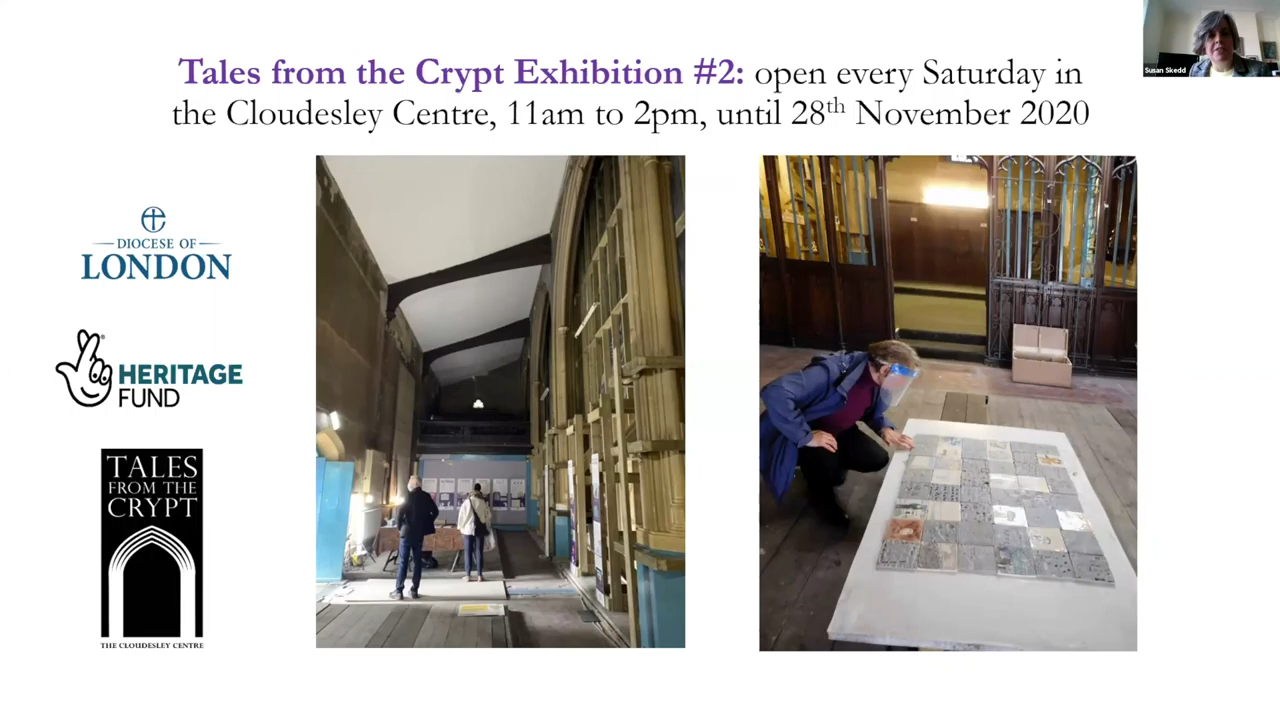 Tales from the Crypt Exhibition #2: open every Saturday in
the Cloudesley Centre, 11am to 2pm, until 28th November 2020
Susan Skedd
DIOCESE OF
LONDON
HERITAGE
FUND
TALES
FROM THE
CRYPT
THE CLOUDESLEY CENTRE